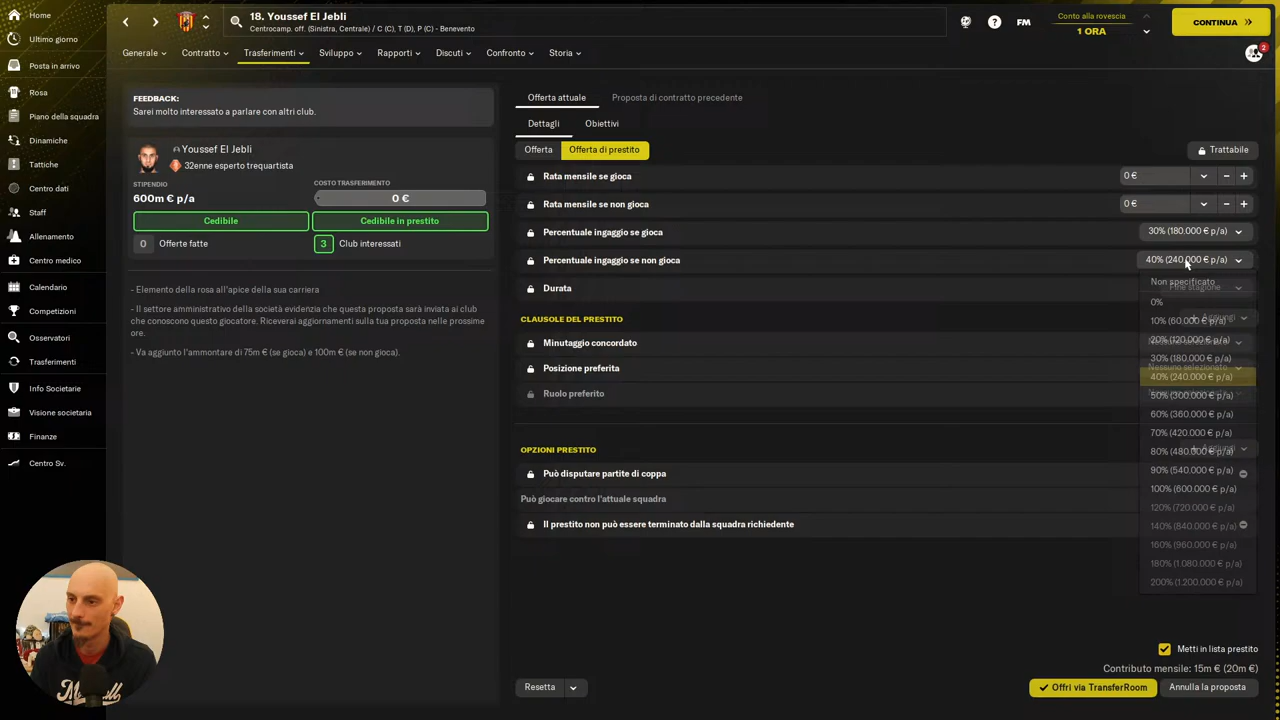 Home
Ultimo giorno
Posta in arrivo
Rosa
Piano della squadra
Dinamiche
Tattiche
Centro dati
Staff
Allenamento
Centro medico
Calendario
Competizioni
Osservatori
Trasferimenti
Info Societarie
Visione societaria
Finanze
Centro Sv.
18. Youssef El Jebli
Centrocamp. off. (Sinistra, Centrale) / C (C), T (D), P (C) - Benevento
FM
Conto alla rovescia
1 ORA
CONTINUA
2
Generale
Contratto
Trasferimenti
Sviluppo
Rapporti
Discuti
Confronto
Storia
FEEDBACK:
Sarei molto interessato a parlare con altri club.
Youssef El Jebli
32enne esperto trequartista
STIPENDIO
600m € p/a
COSTO TRASFERIMENTO
0 €
Cedibile
Cedibile in prestito
0 Offerte fatte
3 Club interessati
- Elemento della rosa all'apice della sua carriera
- Il settore amministrativo della società evidenzia che questa proposta sarà inviata ai club
che conoscono questo giocatore. Riceverai aggiornamenti sulla tua proposta nelle prossime
ore.
- Va aggiunto l'ammontare di 75m € (se gioca) e 100m € (se non gioca).
Offerta attuale
Proposta di contratto precedente
Dettagli
Obiettivi
Offerta
Offerta di prestito
Trattabile
Rata mensile se gioca
0 €
Rata mensile se non gioca
0 €
Percentuale ingaggio se gioca
30% (180.000 € p/a)
Percentuale ingaggio se non gioca
40% (240.000 € p/a)
Durata
Fine stagione
CLAUSOLE DEL PRESTITO
Aggiungi
Minutaggio concordato
Posizione preferita
Nessuno selezionato
Ruolo preferito
OPZIONI PRESTITO
Aggiungi
Può disputare partite di coppa
Può giocare contro l'attuale squadra
Il prestito non può essere terminato dalla squadra richiedente
Non specificato
0%
10% (60.000 € p/a)
20% (120.000 € p/a)
30% (180.000 € p/a)
40% (240.000 € p/a)
50% (300.000 € p/a)
60% (360.000 € p/a)
70% (420.000 € p/a)
80% (480.000 € p/a)
90% (540.000 € p/a)
100% (600.000 € p/a)
120% (720.000 € p/a)
140% (840.000 € p/a)
160% (960.000 € p/a)
180% (1.080.000 € p/a)
200% (1.200.000 € p/a)
Metti in lista prestito
Contributo mensile: 15m € (20m €)
Resetta
Offri via TransferRoom
Annulla la proposta